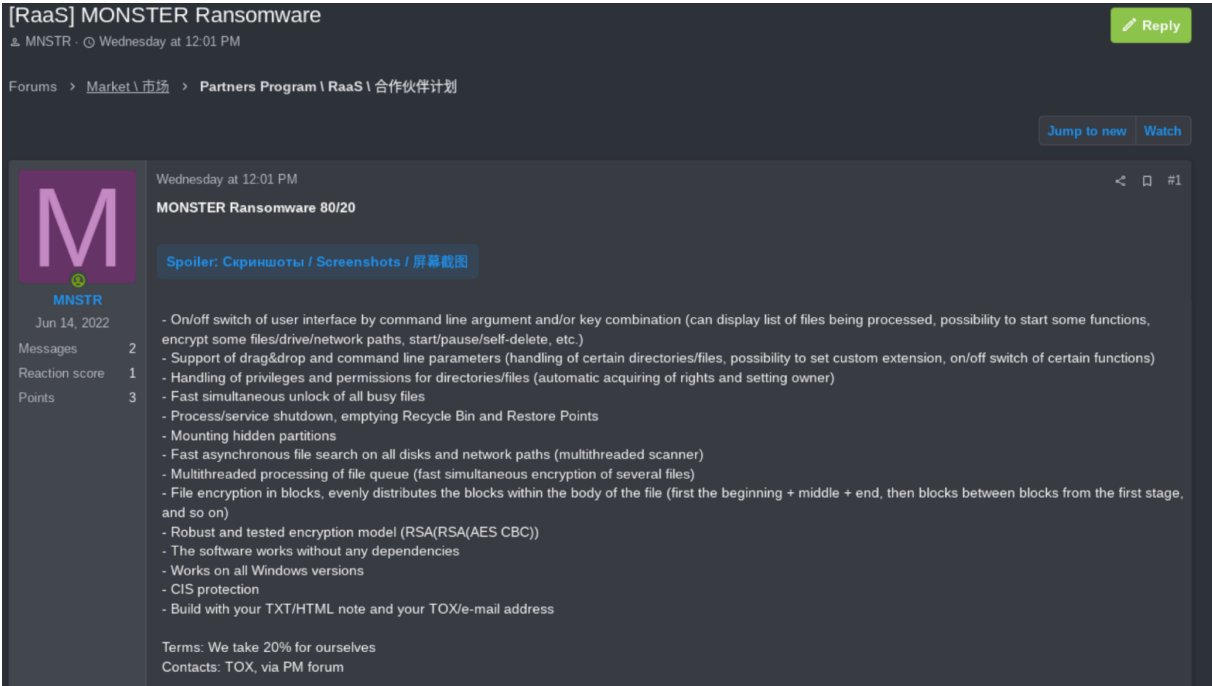 [RaaS] MONSTER Ransomware
MNSTR · Wednesday at 12:01 PM
Reply
Forums > Market \ 市场 > Partners Program \ RaaS \ 合作伙伴计划
Jump to new Watch
M
MNSTR
Jun 14, 2022
Messages 2
Reaction score 1
Points 3
Wednesday at 12:01 PM #1
MONSTER Ransomware 80/20
Spoiler: Скриншоты / Screenshots / 屏幕截图
- On/off switch of user interface by command line argument and/or key combination (can display list of files being processed, possibility to start some functions,
encrypt some files/drive/network paths, start/pause/self-delete, etc.)
- Support of drag&drop and command line parameters (handling of certain directories/files, possibility to set custom extension, on/off switch of certain functions)
- Handling of privileges and permissions for directories/files (automatic acquiring of rights and setting owner)
- Fast simultaneous unlock of all busy files
- Process/service shutdown, emptying Recycle Bin and Restore Points
- Mounting hidden partitions
- Fast asynchronous file search on all disks and network paths (multithreaded scanner)
- Multithreaded processing of file queue (fast simultaneous encryption of several files)
- File encryption in blocks, evenly distributes the blocks within the body of the file (first the beginning + middle + end, then blocks between blocks from the first stage,
and so on)
- Robust and tested encryption model (RSA(RSA(AES CBC))
- The software works without any dependencies
- Works on all Windows versions
- CIS protection
- Build with your TXT/HTML note and your TOX/e-mail address
Terms: We take 20% for ourselves
Contacts: TOX, via PM forum